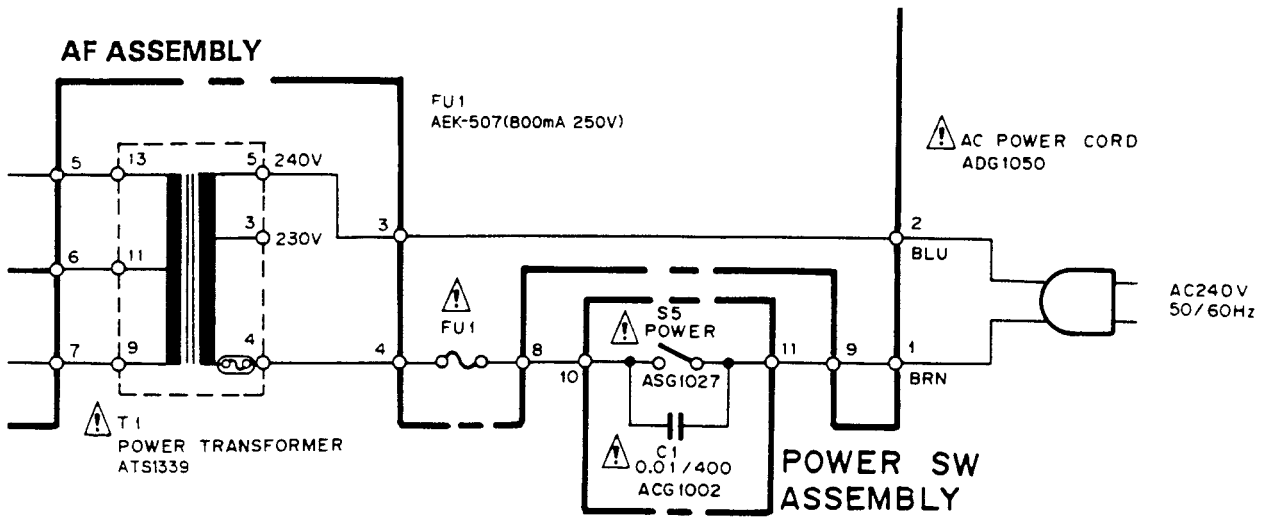 AF ASSEMBLY
FU1
AEK-507(800mA 250V)
AC POWER CORD
ADG1050
5
13
5
240V
3
230V
3
2
BLU
6
11
AC240V
50/60Hz
FU1
S5
POWER
7
9
4
4
8
10
ASG1027
11
9
1
BRN
T1
POWER TRANSFORMER
ATS1339
C1
0.01/400
ACG1002
POWER SW
ASSEMBLY